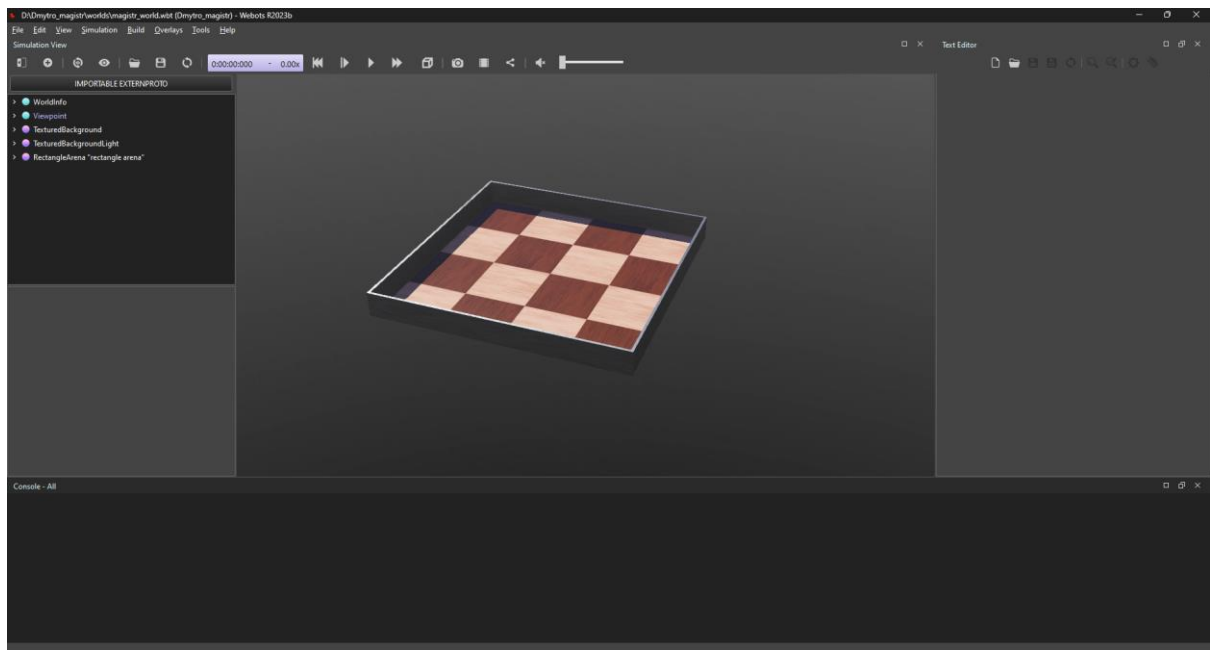 D:\Dmytro_magistr\worlds\magistr_world.wbt (Dmytro_magistr) - Webots R2023b
File Edit View Simulation Build Overlays Tools Help
Simulation View
Text Editor
0:00:00:000 - 0.00x
IMPORTABLE EXTERNPROTO
WorldInfo
Viewpoint
TexturedBackground
TexturedBackgroundLight
RectangleArena "rectangle arena"
Console - All